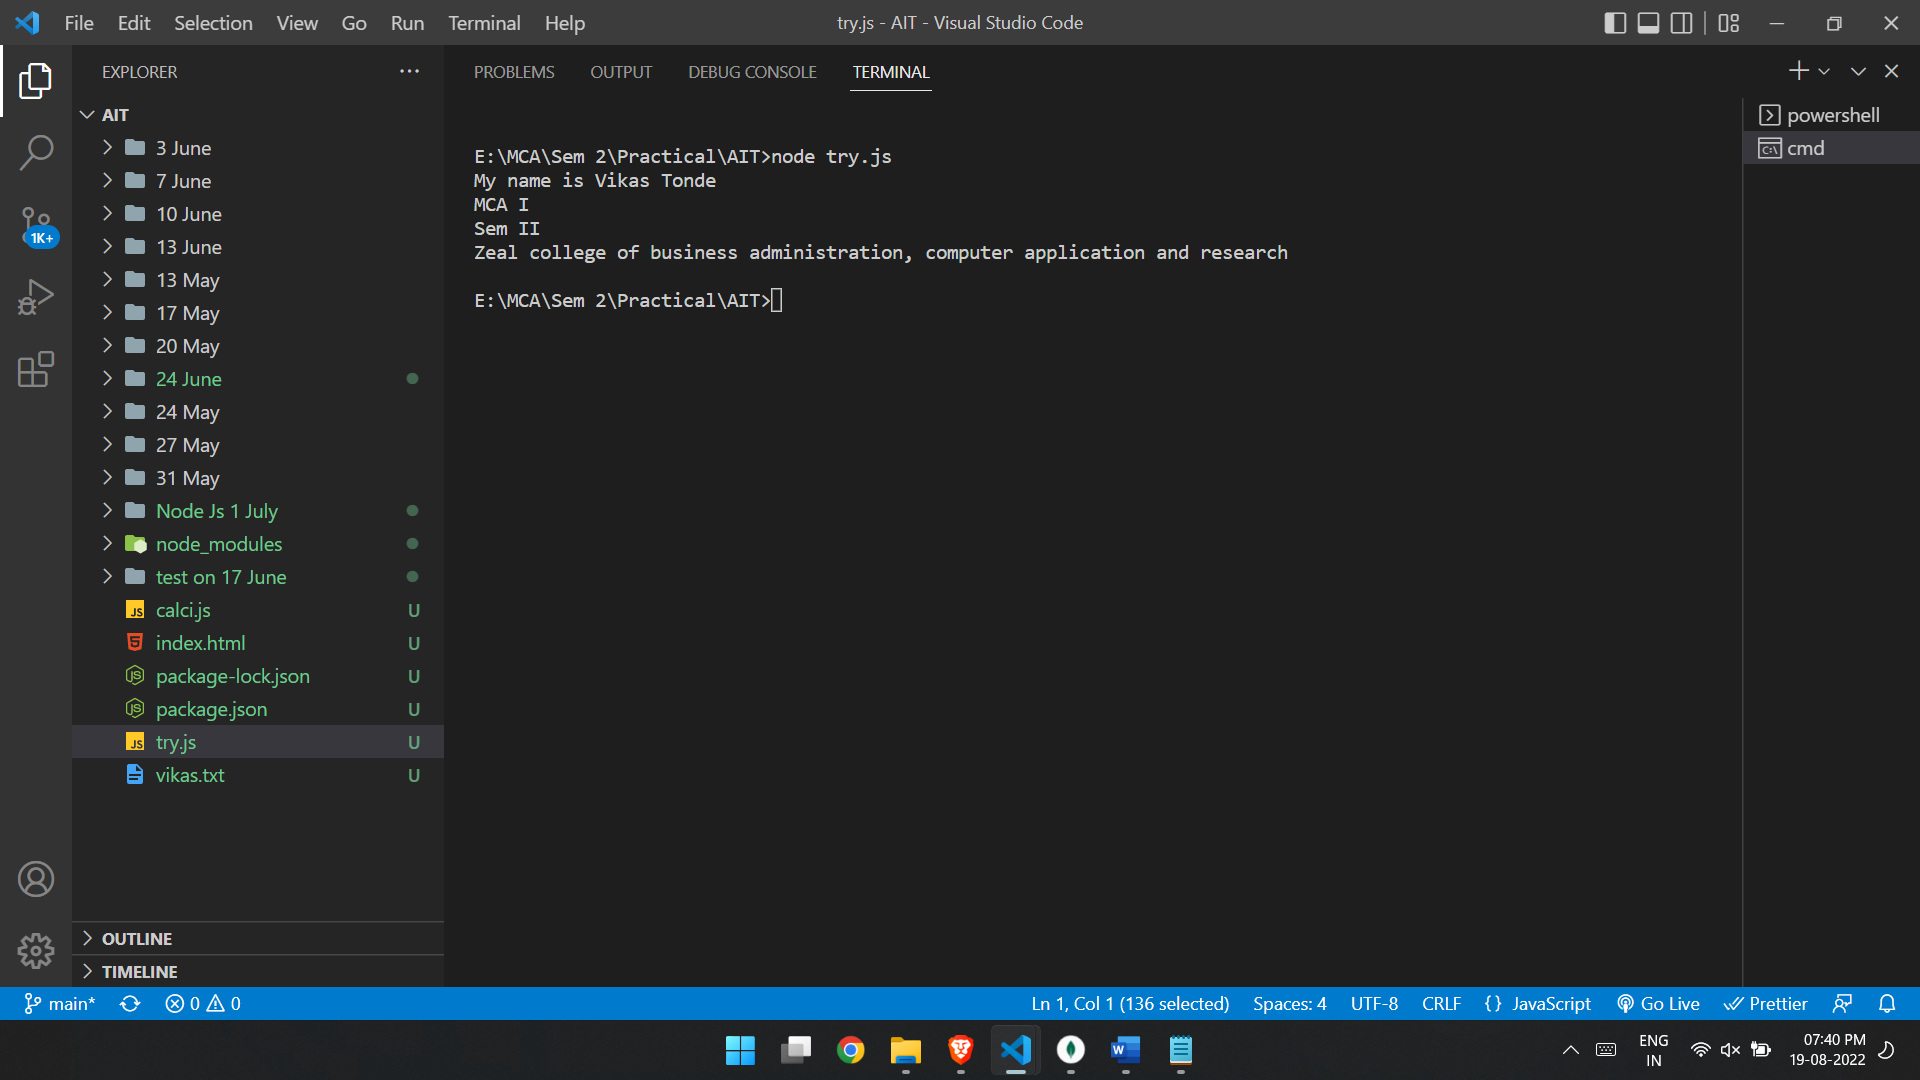 File Edit Selection View Go Run Terminal Help
try.js - AIT - Visual Studio Code
EXPLORER
PROBLEMS OUTPUT DEBUG CONSOLE TERMINAL
AIT
3 June
7 June
10 June
13 June
13 May
17 May
20 May
24 June
24 May
27 May
31 May
Node Js 1 July
node_modules
test on 17 June
JS calci.js U
5 index.html U
JS package-lock.json U
JS package.json U
JS try.js U
vikas.txt U
1K+
OUTLINE
TIMELINE
E:\MCA\Sem 2\Practical\AIT>node try.js
My name is Vikas Tonde
MCA I
Sem II
Zeal college of business administration, computer application and research
E:\MCA\Sem 2\Practical\AIT>
powershell
C:\ cmd
main* 0 0
Ln 1, Col 1 (136 selected) Spaces: 4 UTF-8 CRLF {} JavaScript Go Live Prettier
W
ENG
IN
07:40 PM
19-08-2022